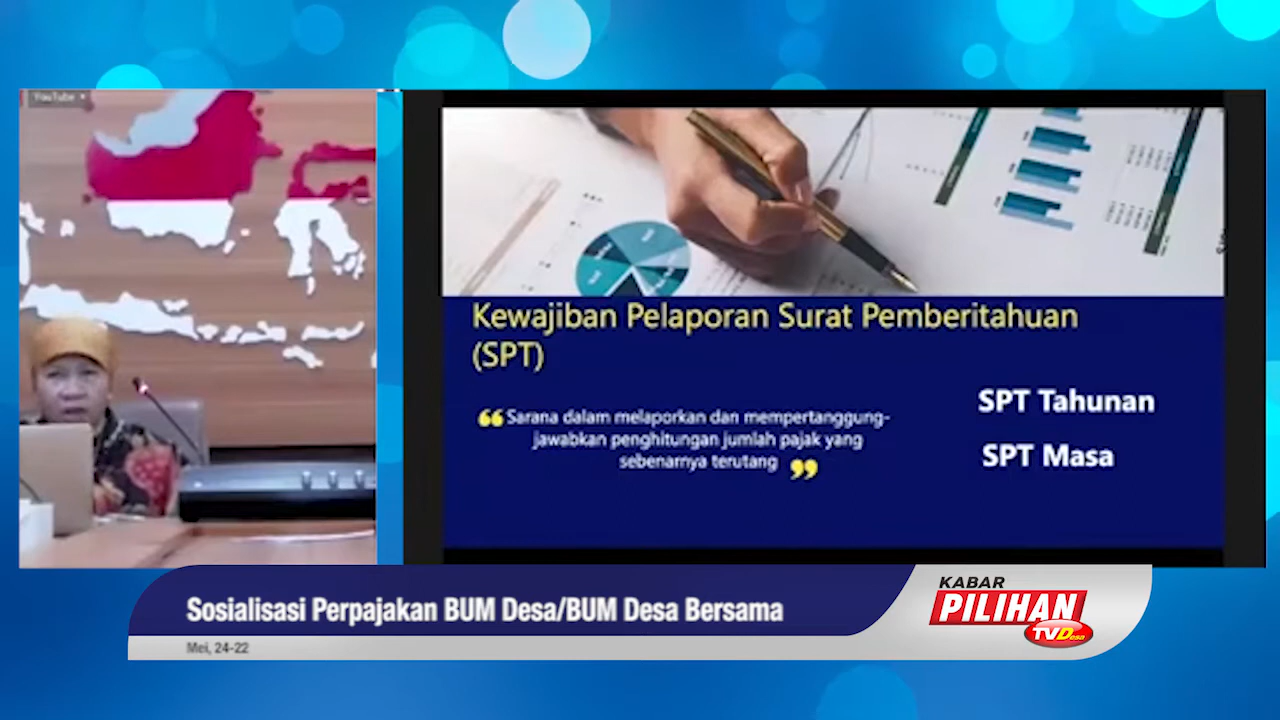 YouTube
Kewajiban Pelaporan Surat Pemberitahuan
(SPT)
Sarana dalam melaporkan dan mempertanggung-
jawabkan penghitungan jumlah pajak yang
sebenarnya terutang
SPT Tahunan
SPT Masa
Sosialisasi Perpajakan BUM Desa/BUM Desa Bersama
Mei, 24-22
KABAR
PILIHAN
TVDesa